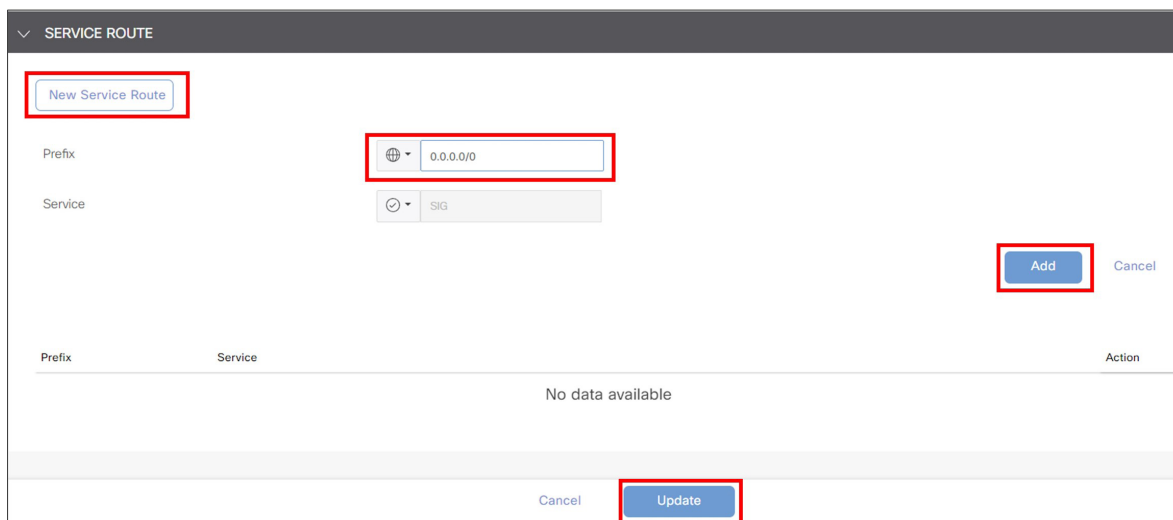 SERVICE ROUTE
New Service Route
Prefix
0.0.0.0/0
Service
SIG
Add Cancel
Prefix Service Action
No data available
Cancel Update